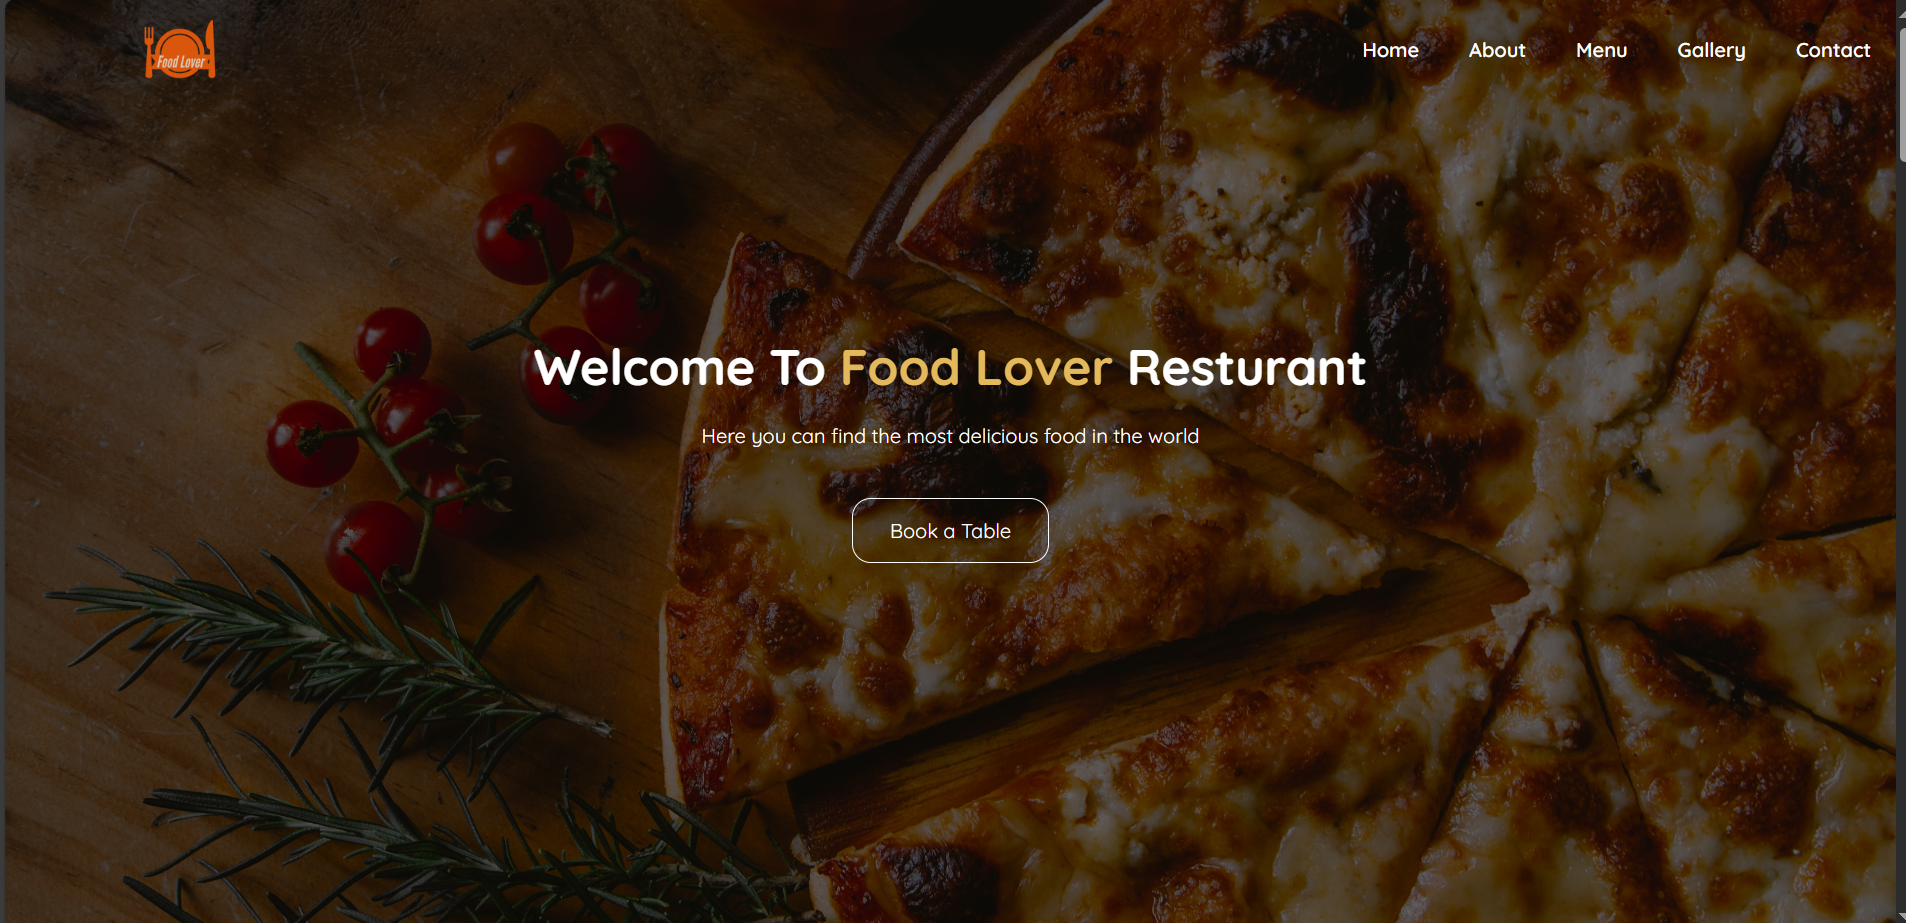 Food Lover
Home About Menu Gallery Contact
Welcome To Food Lover Resturant
Here you can find the most delicious food in the world
Book a Table